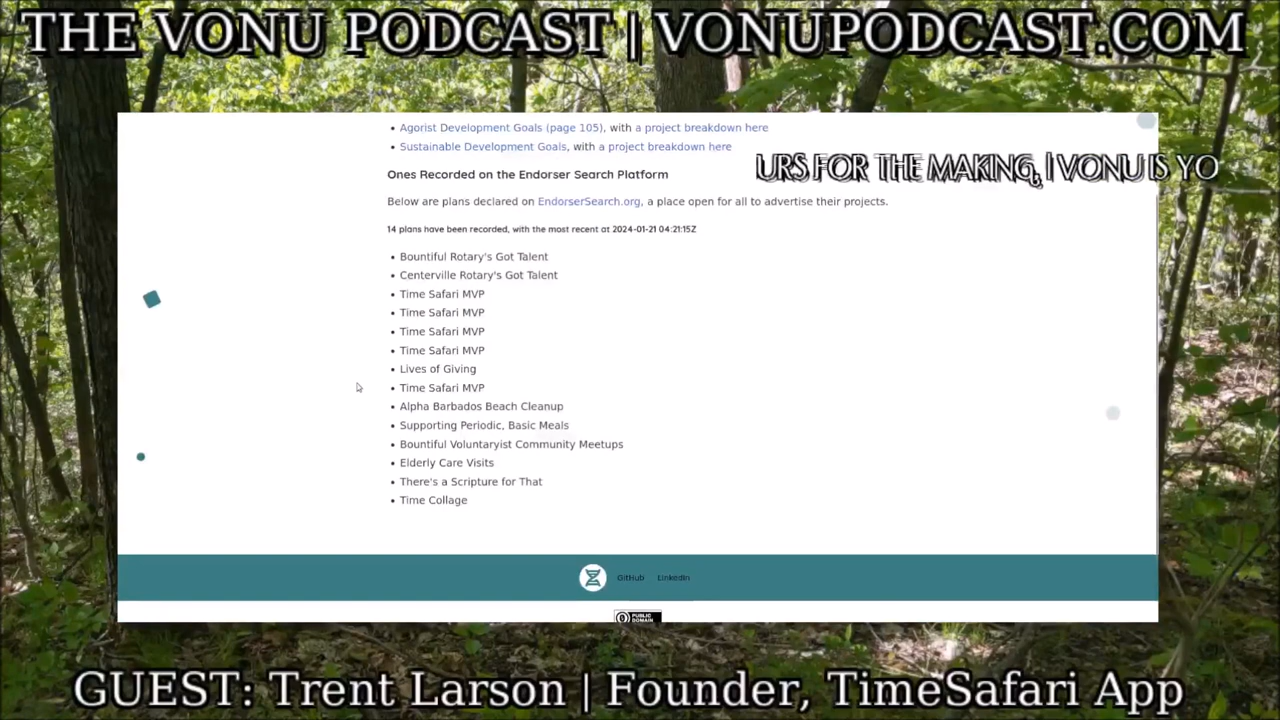 THE VONU PODCAST | VONUPODCAST.COM
Agorist Development Goals (page 105), with a project breakdown here
Sustainable Development Goals, with a project breakdown here
URS FOR THE MAKING, | VONU IS YO
Ones Recorded on the Endorser Search Platform
Below are plans declared on EndorserSearch.org, a place open for all to advertise their projects.
14 plans have been recorded, with the most recent at 2024-01-21 04:21:15Z
Bountiful Rotary's Got Talent
Centerville Rotary's Got Talent
Time Safari MVP
Time Safari MVP
Time Safari MVP
Time Safari MVP
Lives of Giving
Time Safari MVP
Alpha Barbados Beach Cleanup
Supporting Periodic, Basic Meals
Bountiful Voluntaryist Community Meetups
Elderly Care Visits
There's a Scripture for That
Time Collage
GitHub LinkedIn
PUBLIC
DOMAIN
GUEST: Trent Larson | Founder, TimeSafari App